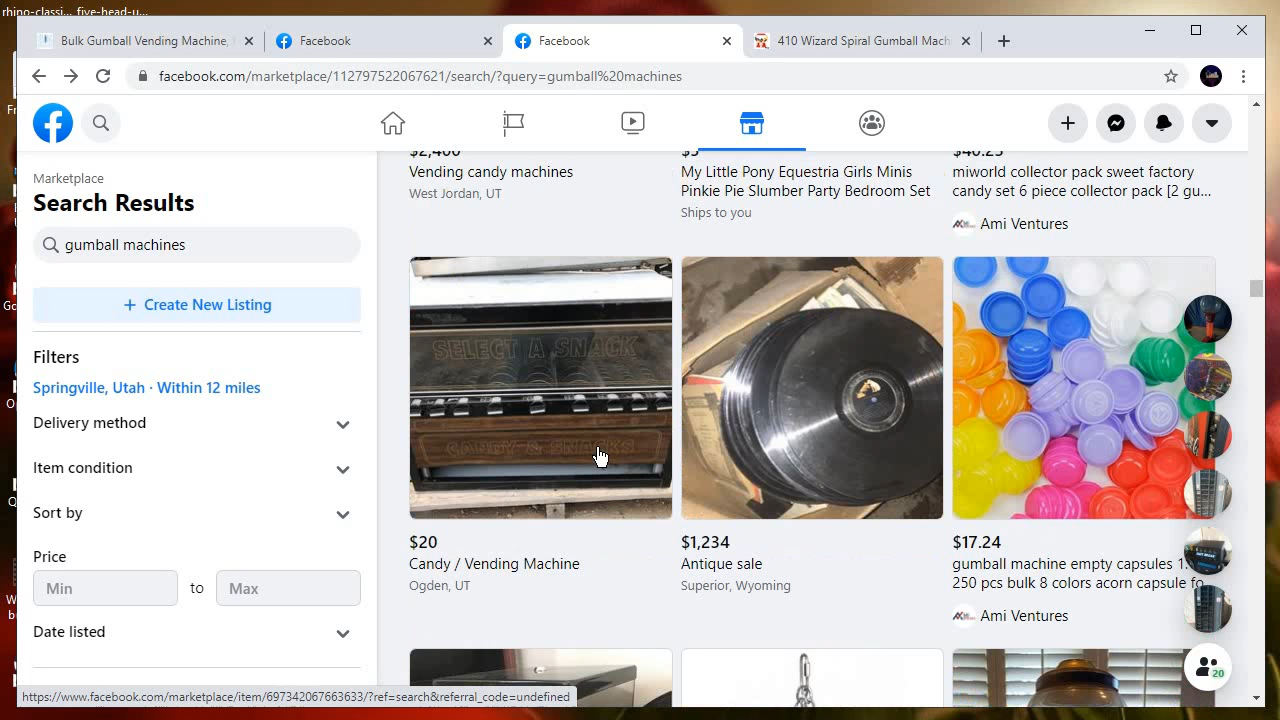 rhino-classi... five-head-u...
Bulk Gumball Vending Machine,
Facebook
Facebook
410 Wizard Spiral Gumball Mach
facebook.com/marketplace/112797522067621/search/?query=gumball%20machines
Marketplace
Search Results
gumball machines
+ Create New Listing
Filters
Springville, Utah · Within 12 miles
Delivery method
Item condition
Sort by
Price
Min
to
Max
Date listed
$2,400
Vending candy machines
West Jordan, UT
$5
My Little Pony Equestria Girls Minis
Pinkie Pie Slumber Party Bedroom Set
Ships to you
$40.25
miworld collector pack sweet factory
candy set 6 piece collector pack [2 gu...
Ami Ventures
SELECT A SNACK
CANDY & SNACKS
$20
Candy / Vending Machine
Ogden, UT
$1,234
Antique sale
Superior, Wyoming
$17.24
gumball machine empty capsules 1.
250 pcs bulk 8 colors acorn capsule fo
Ami Ventures
20
https://www.facebook.com/marketplace/item/697342067663633/?ref=search&referral_code=undefined